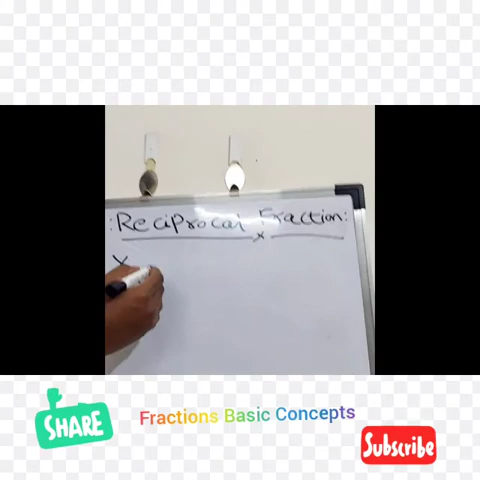 :Reciprocal Fraction:
x
SHARE
Fractions Basic Concepts
Subscribe